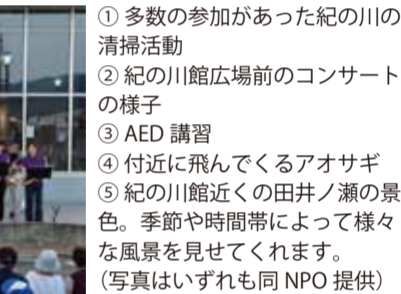 ① 多数の参加があった紀の川の
清掃活動
② 紀の川館広場前のコンサート
の様子
③ AED 講習
④ 付近に飛んでくるアオサギ
⑤ 紀の川館近くの田井ノ瀬の景
色。季節や時間帯によって様々
な風景を見せてくれます。
(写真はいずれも同 NPO 提供)